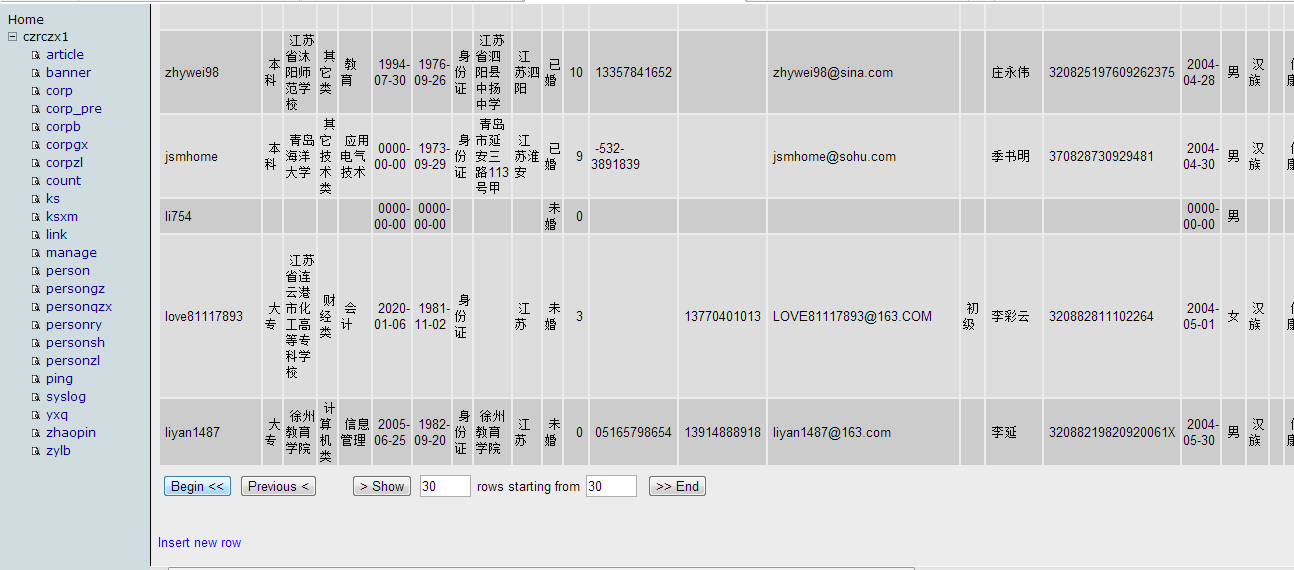 Home
czrczx1
article
banner
corp
corp_pre
corpb
corpgx
corpzl
count
ks
ksxm
link
manage
person
persongz
personqzx
personry
personsh
personzl
ping
syslog
yxq
zhaopin
zylb
zhywei98
本
科
江苏
省沭
阳师
范学
校
其
它
类
教
育
1994-
07-30
1976-
09-26
身
份
证
江苏
省泗
阳县
中扬
中学
江
苏泗
阳
已
婚
10
13357841652
zhywei98@sina.com
庄永伟
320825197609262375
2004-
04-28
男
汉
族
jsmhome
本
科
青岛
海洋
大学
其
它
技
术
类
应用
电气
技术
0000-
00-00
1973-
09-29
身
份
证
青岛
市延
安三
路113
号甲
江
苏淮
安
已
婚
9
-532-
3891839
jsmhome@sohu.com
季书明
370828730929481
2004-
04-30
男
汉
族
li754
0000-
00-00
0000-
00-00
未
婚
0
0000-
00-00
男
love81117893
大
专
江苏
省连
云港
市化
工高
等专
科学
校
财
经
类
会
计
2020-
01-06
1981-
11-02
身
份
证
江
苏
未
婚
3
13770401013
LOVE81117893@163.COM
初
级
李彩云
320882811102264
2004-
05-01
女
汉
族
liyan1487
大
专
徐州
教育
学院
计
算
机
类
信息
管理
2005-
06-25
1982-
09-20
身
份
证
徐州
教育
学院
江
苏
未
婚
0
05165798654
13914888918
liyan1487@163.com
李延
32088219820920061X
2004-
05-30
男
汉
族
Begin << Previous < > Show 30 rows starting from 30 >> End
Insert new row